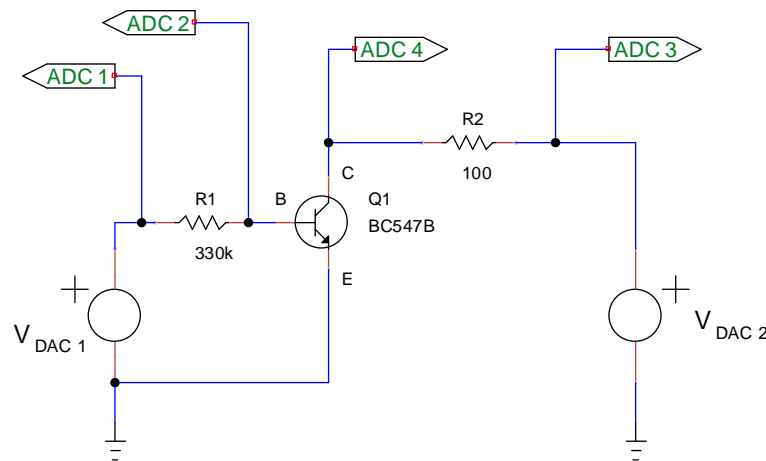 ADC 2
ADC 1
ADC 4
ADC 3
R2
100
C
R1
B
Q1
BC547B
330k
E
+
V DAC 1
+
V DAC 2